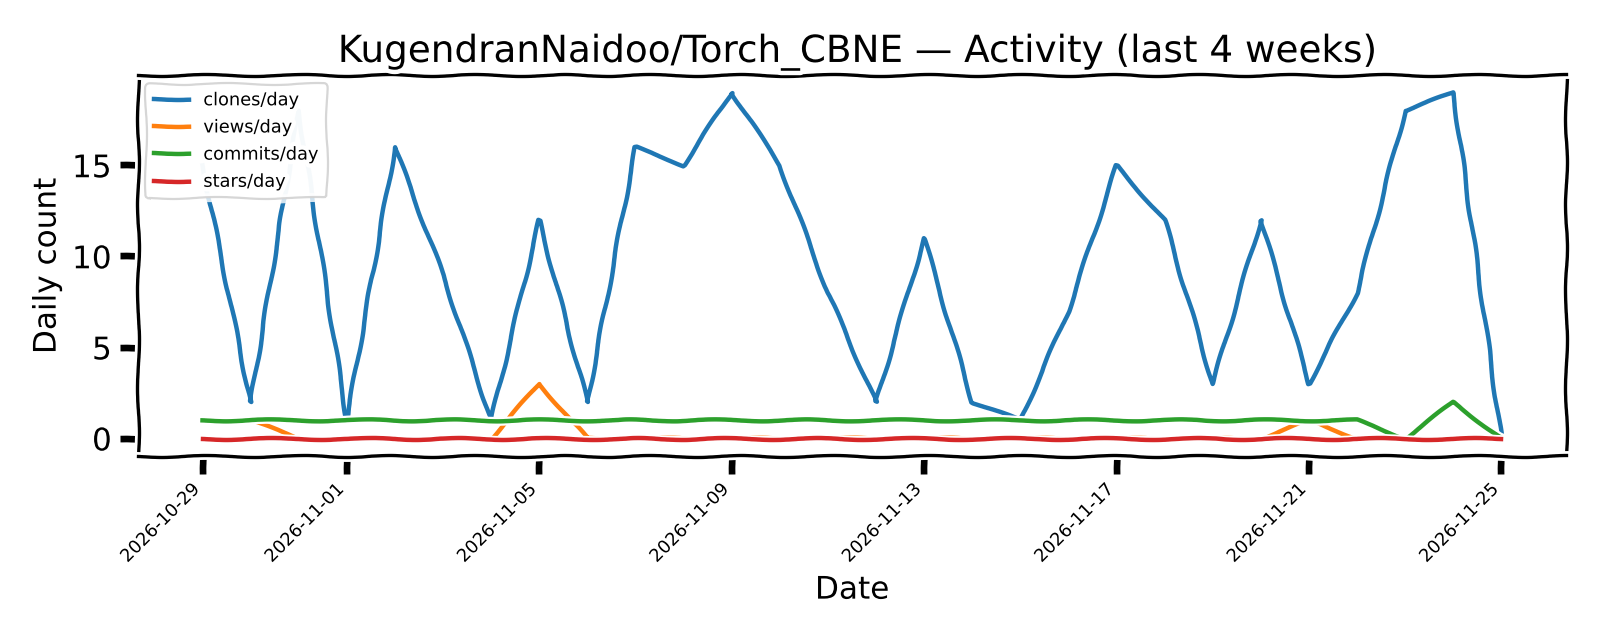 KugendranNaidoo/Torch_CBNE — Activity (last 4 weeks)
clones/day
views/day
commits/day
stars/day
Daily count
15
10
5
0
2026-10-29
2026-11-01
2026-11-05
2026-11-09
2026-11-13
2026-11-17
2026-11-21
2026-11-25
Date